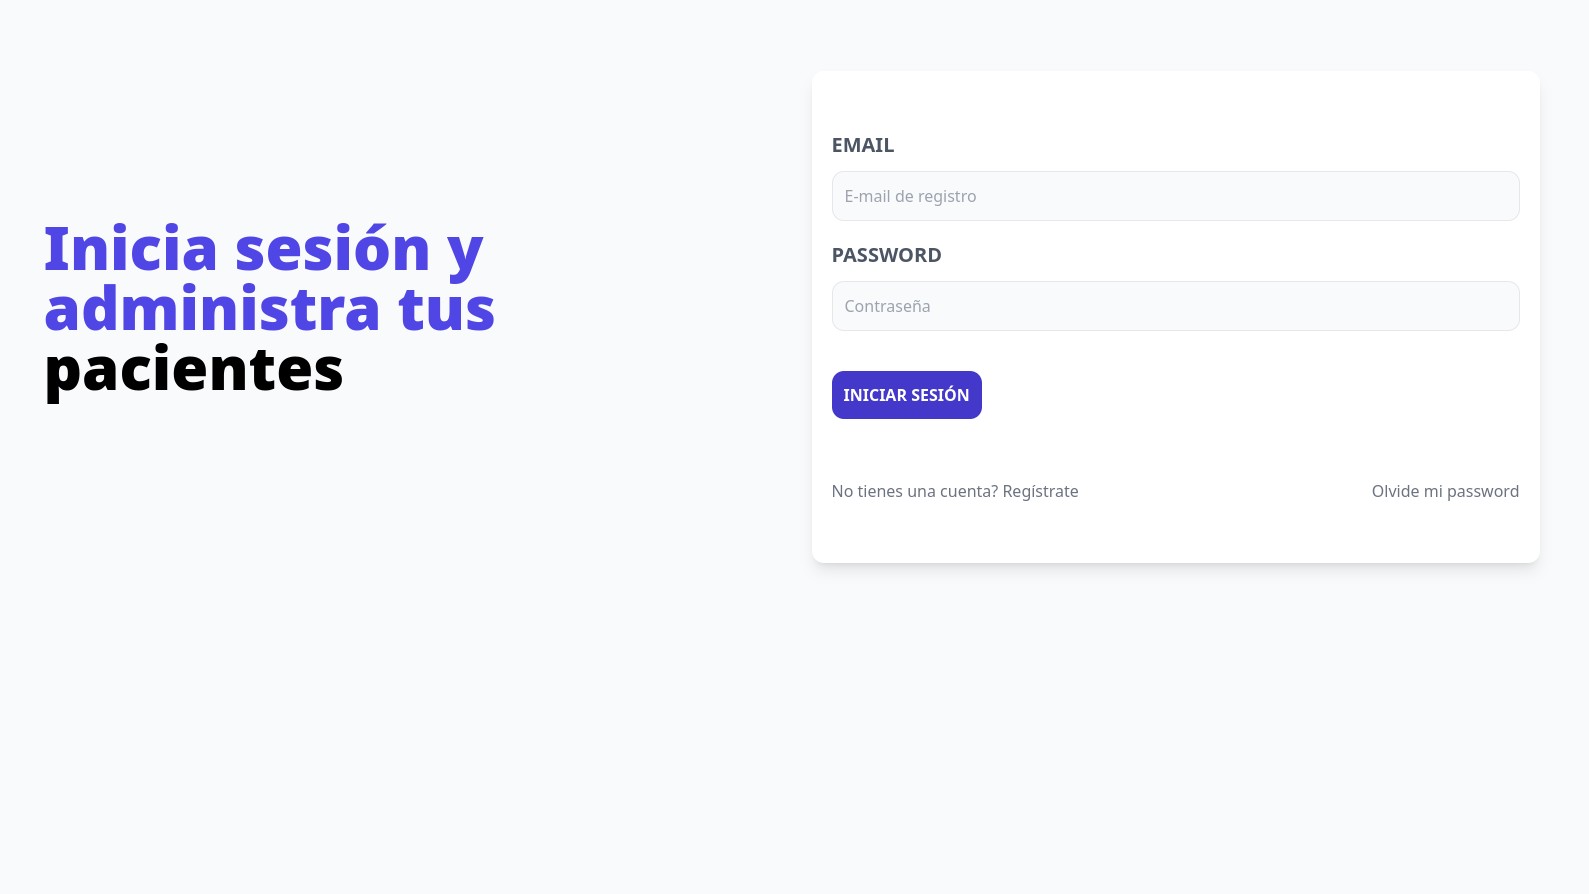 Inicia sesión y
administra tus
pacientes
EMAIL
E-mail de registro
PASSWORD
Contraseña
INICIAR SESIÓN
No tienes una cuenta? Regístrate
Olvide mi password